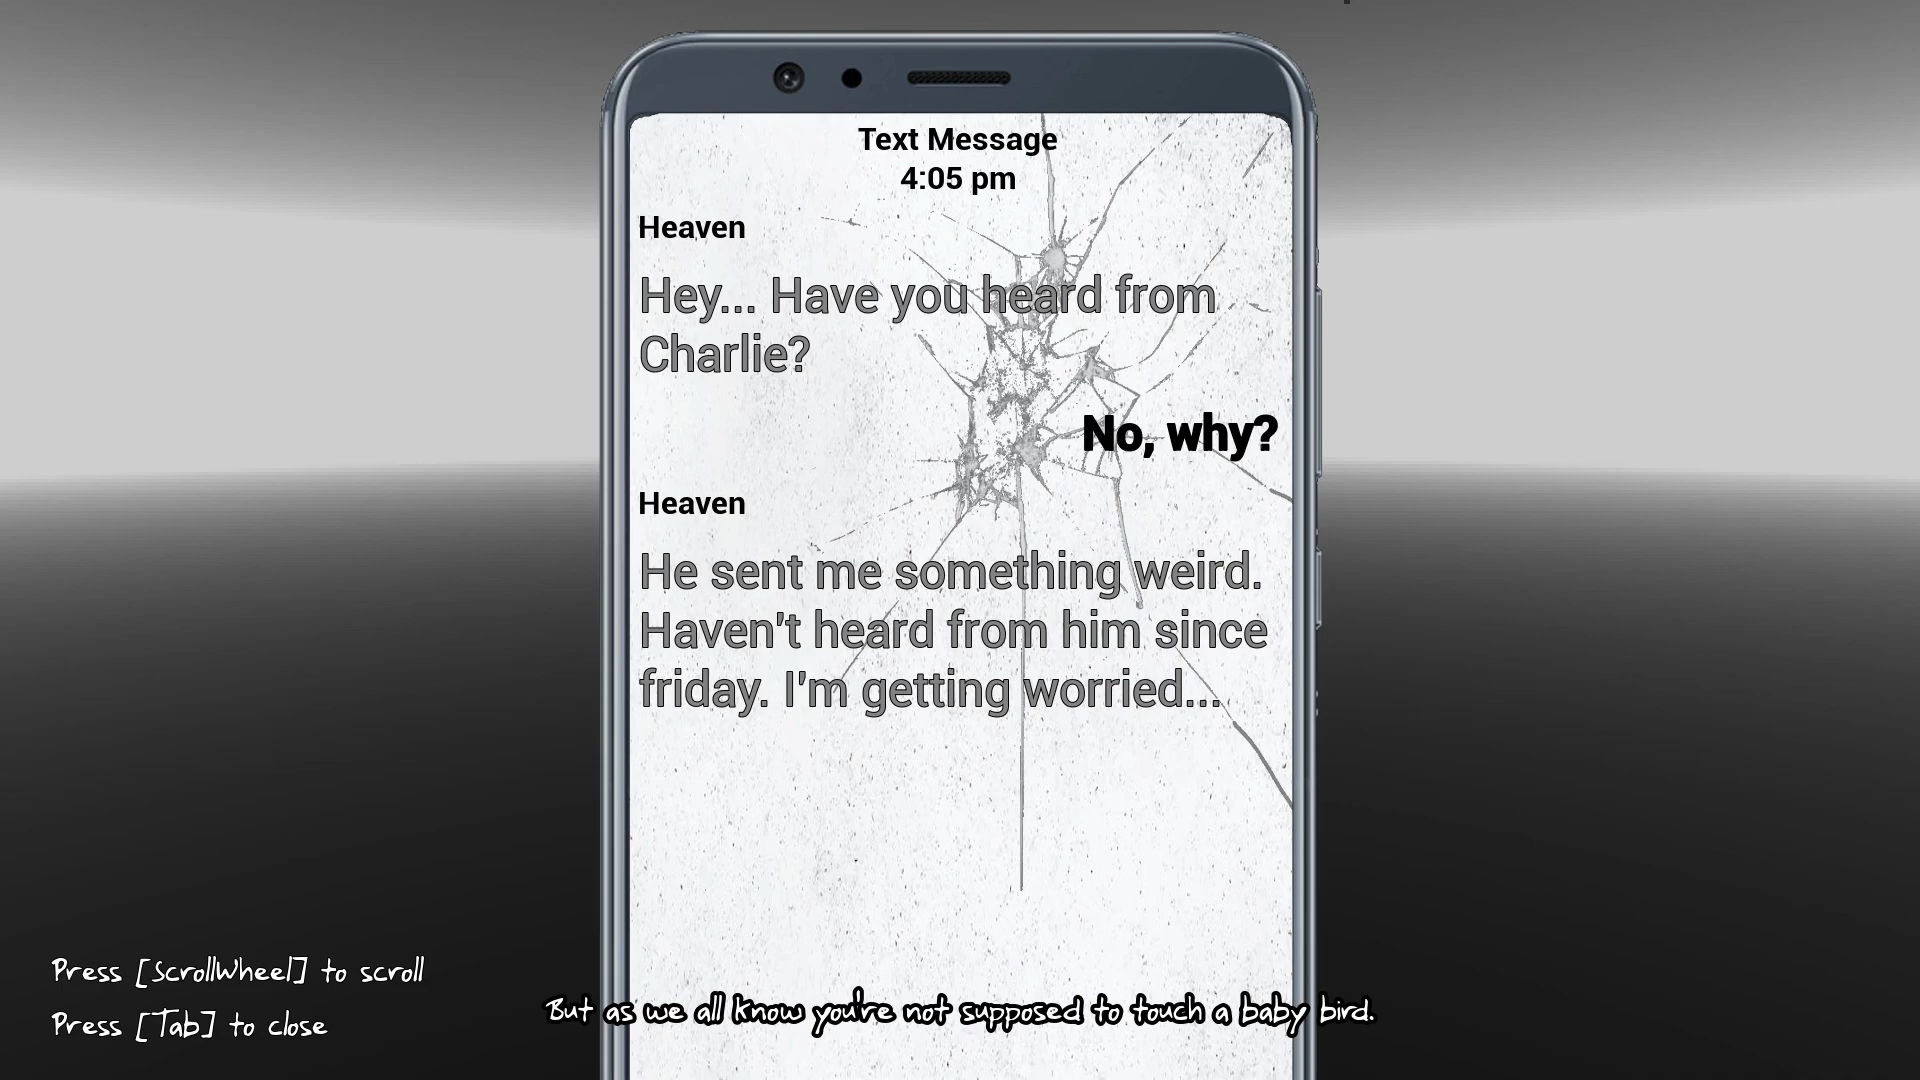 Text Message
4:05 pm
Heaven
Hey... Have you heard from
Charlie?
No, why?
Heaven
He sent me something weird.
Haven't heard from him since
friday. I'm getting worried...
Press [ScrollWheel] to scroll
Press [Tab] to close
But as we all know you're not supposed to touch a baby bird.